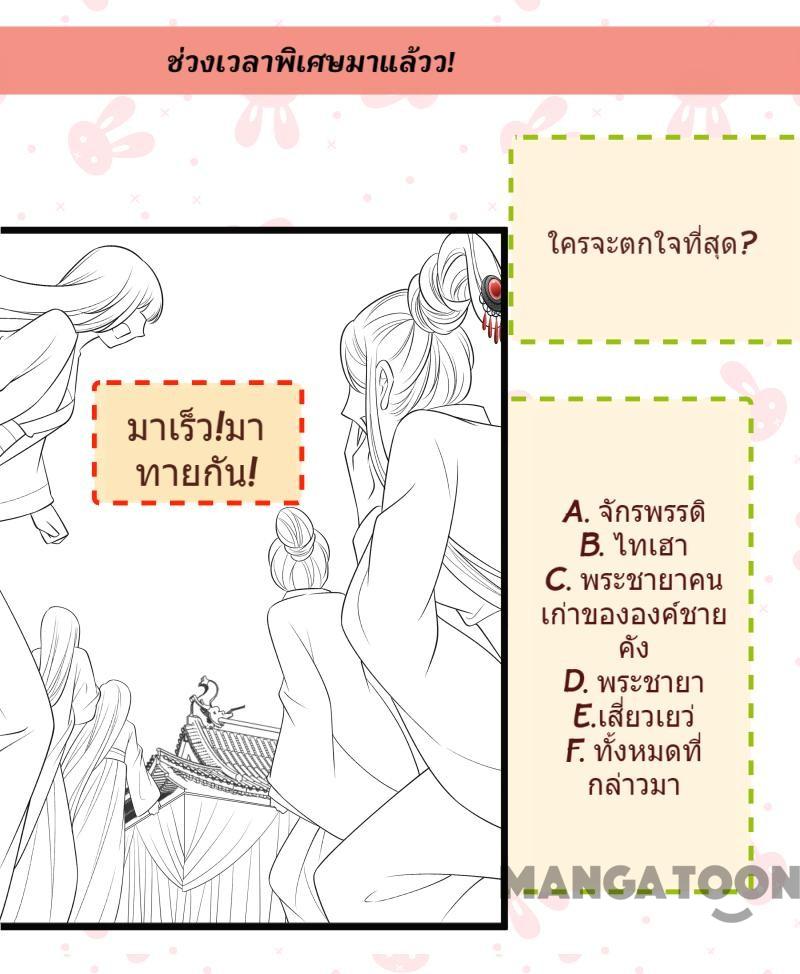 ช่วงเวลาพิเศษมาแล้วว!
ใครจะตกใจที่สุด?
มาเร็ว!มา
ทายกัน!
A. จักรพรรดิ
B. ไทเฮา
C. พระชายาคน
เก่าขององค์ชาย
คัง
D. พระชายา
E.เสี่ยวเยว่
F. ทั้งหมดที่
กล่าวมา
MANGATOON